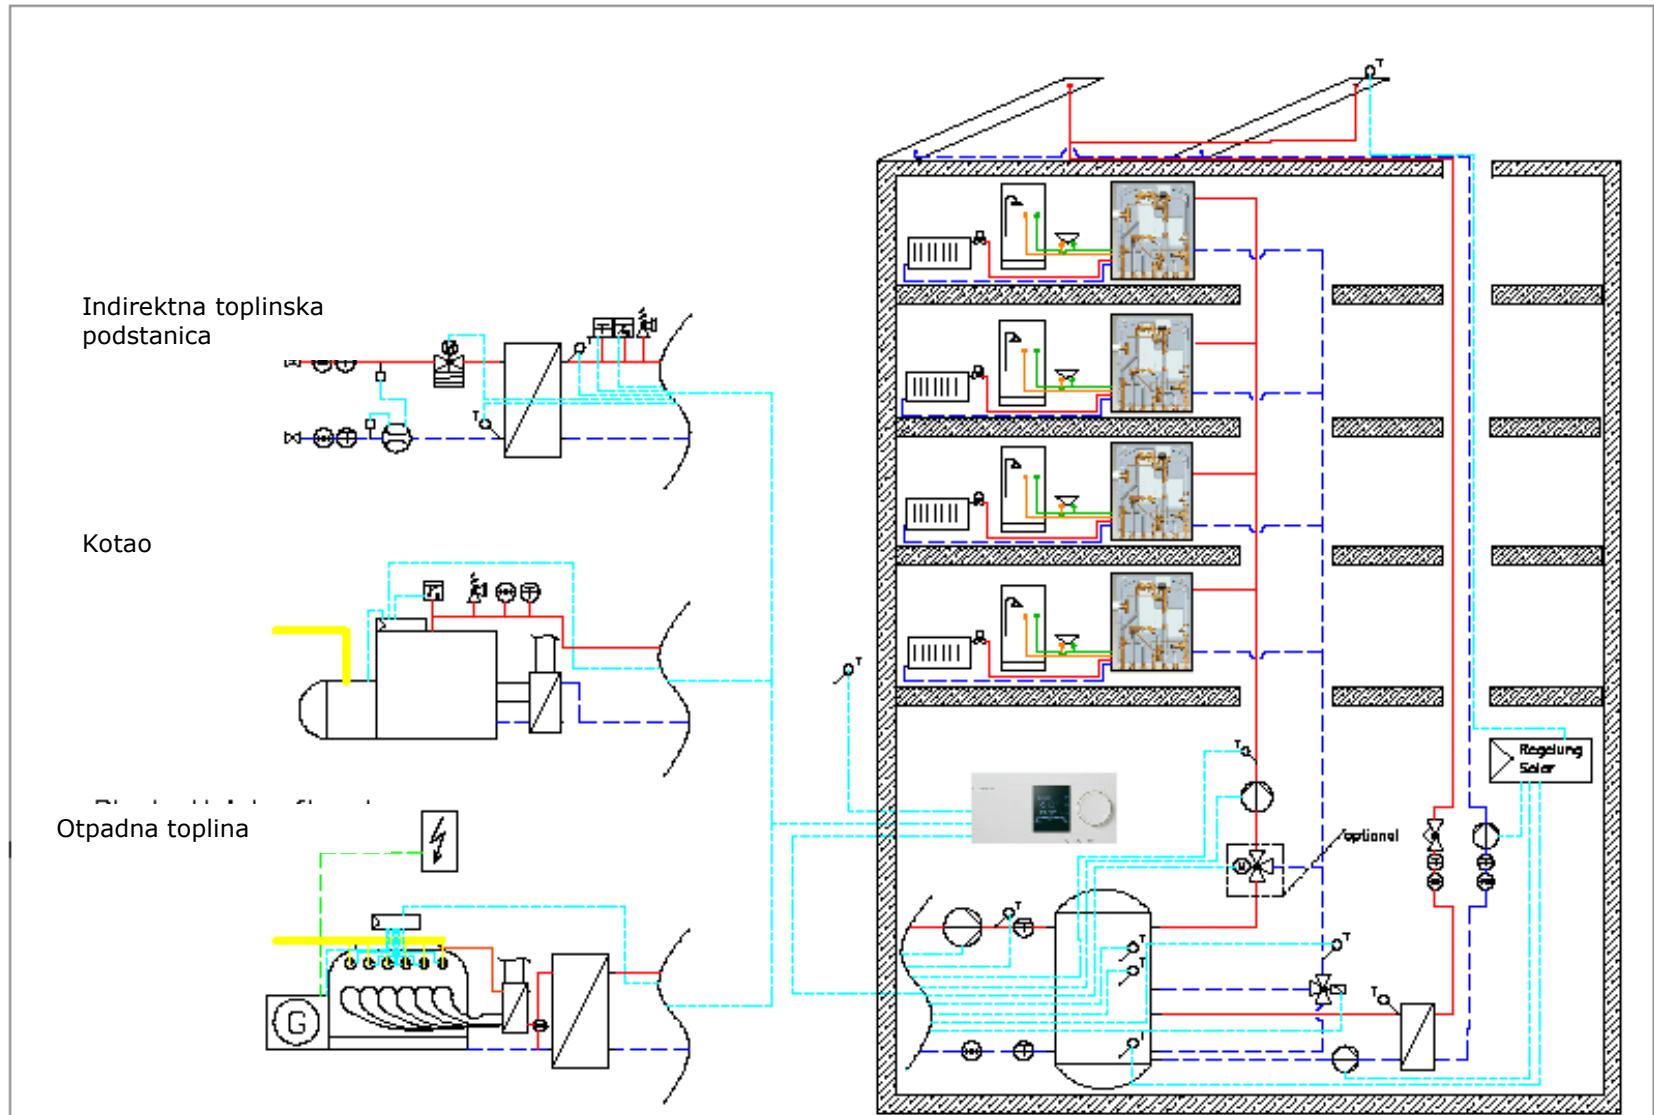 Indirektna toplinska
podstanica
Kotao
Otpadna toplina
G
Regelung
Solar
optional
T
T
T
T
T
T
T
T
T
T
T
M